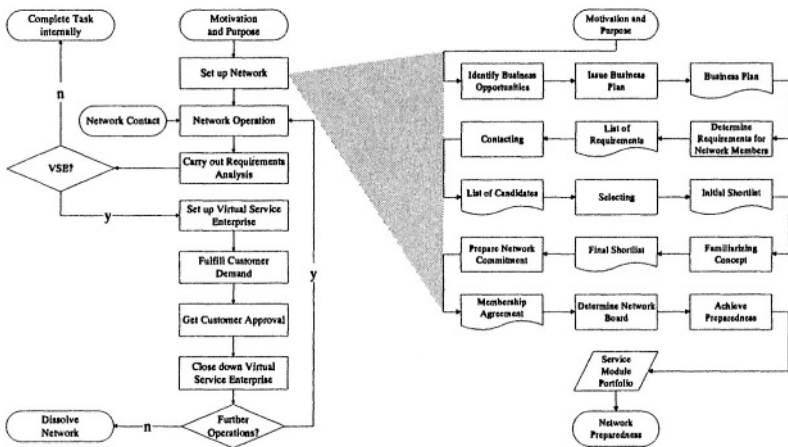 Complete Task
internally
Motivation
and Purpose
Set up Network
n
Network Contact
Network Operation
VSE?
Carry out Requirements
Analysis
y
Set up Virtual Service
Enterprise
Fulfill Customer
Demand
y
Get Customer Approval
Close down Virtual
Service Enterprise
Dissolve
Network
n
Further
Operations?
Motivation and
Purpose
Identify Business
Opportunities
Issue Business
Plan
Business Plan
Contacting
List of
Requirements
Determine
Requirements for
Network Members
List of Candidates
Selecting
Initial Shortlist
Prepare Network
Commitment
Final Shortlist
Familiarizing
Concept
Membership
Agreement
Determine Network
Board
Achieve
Preparedness
Service
Module
Portfolio
Network
Preparedness